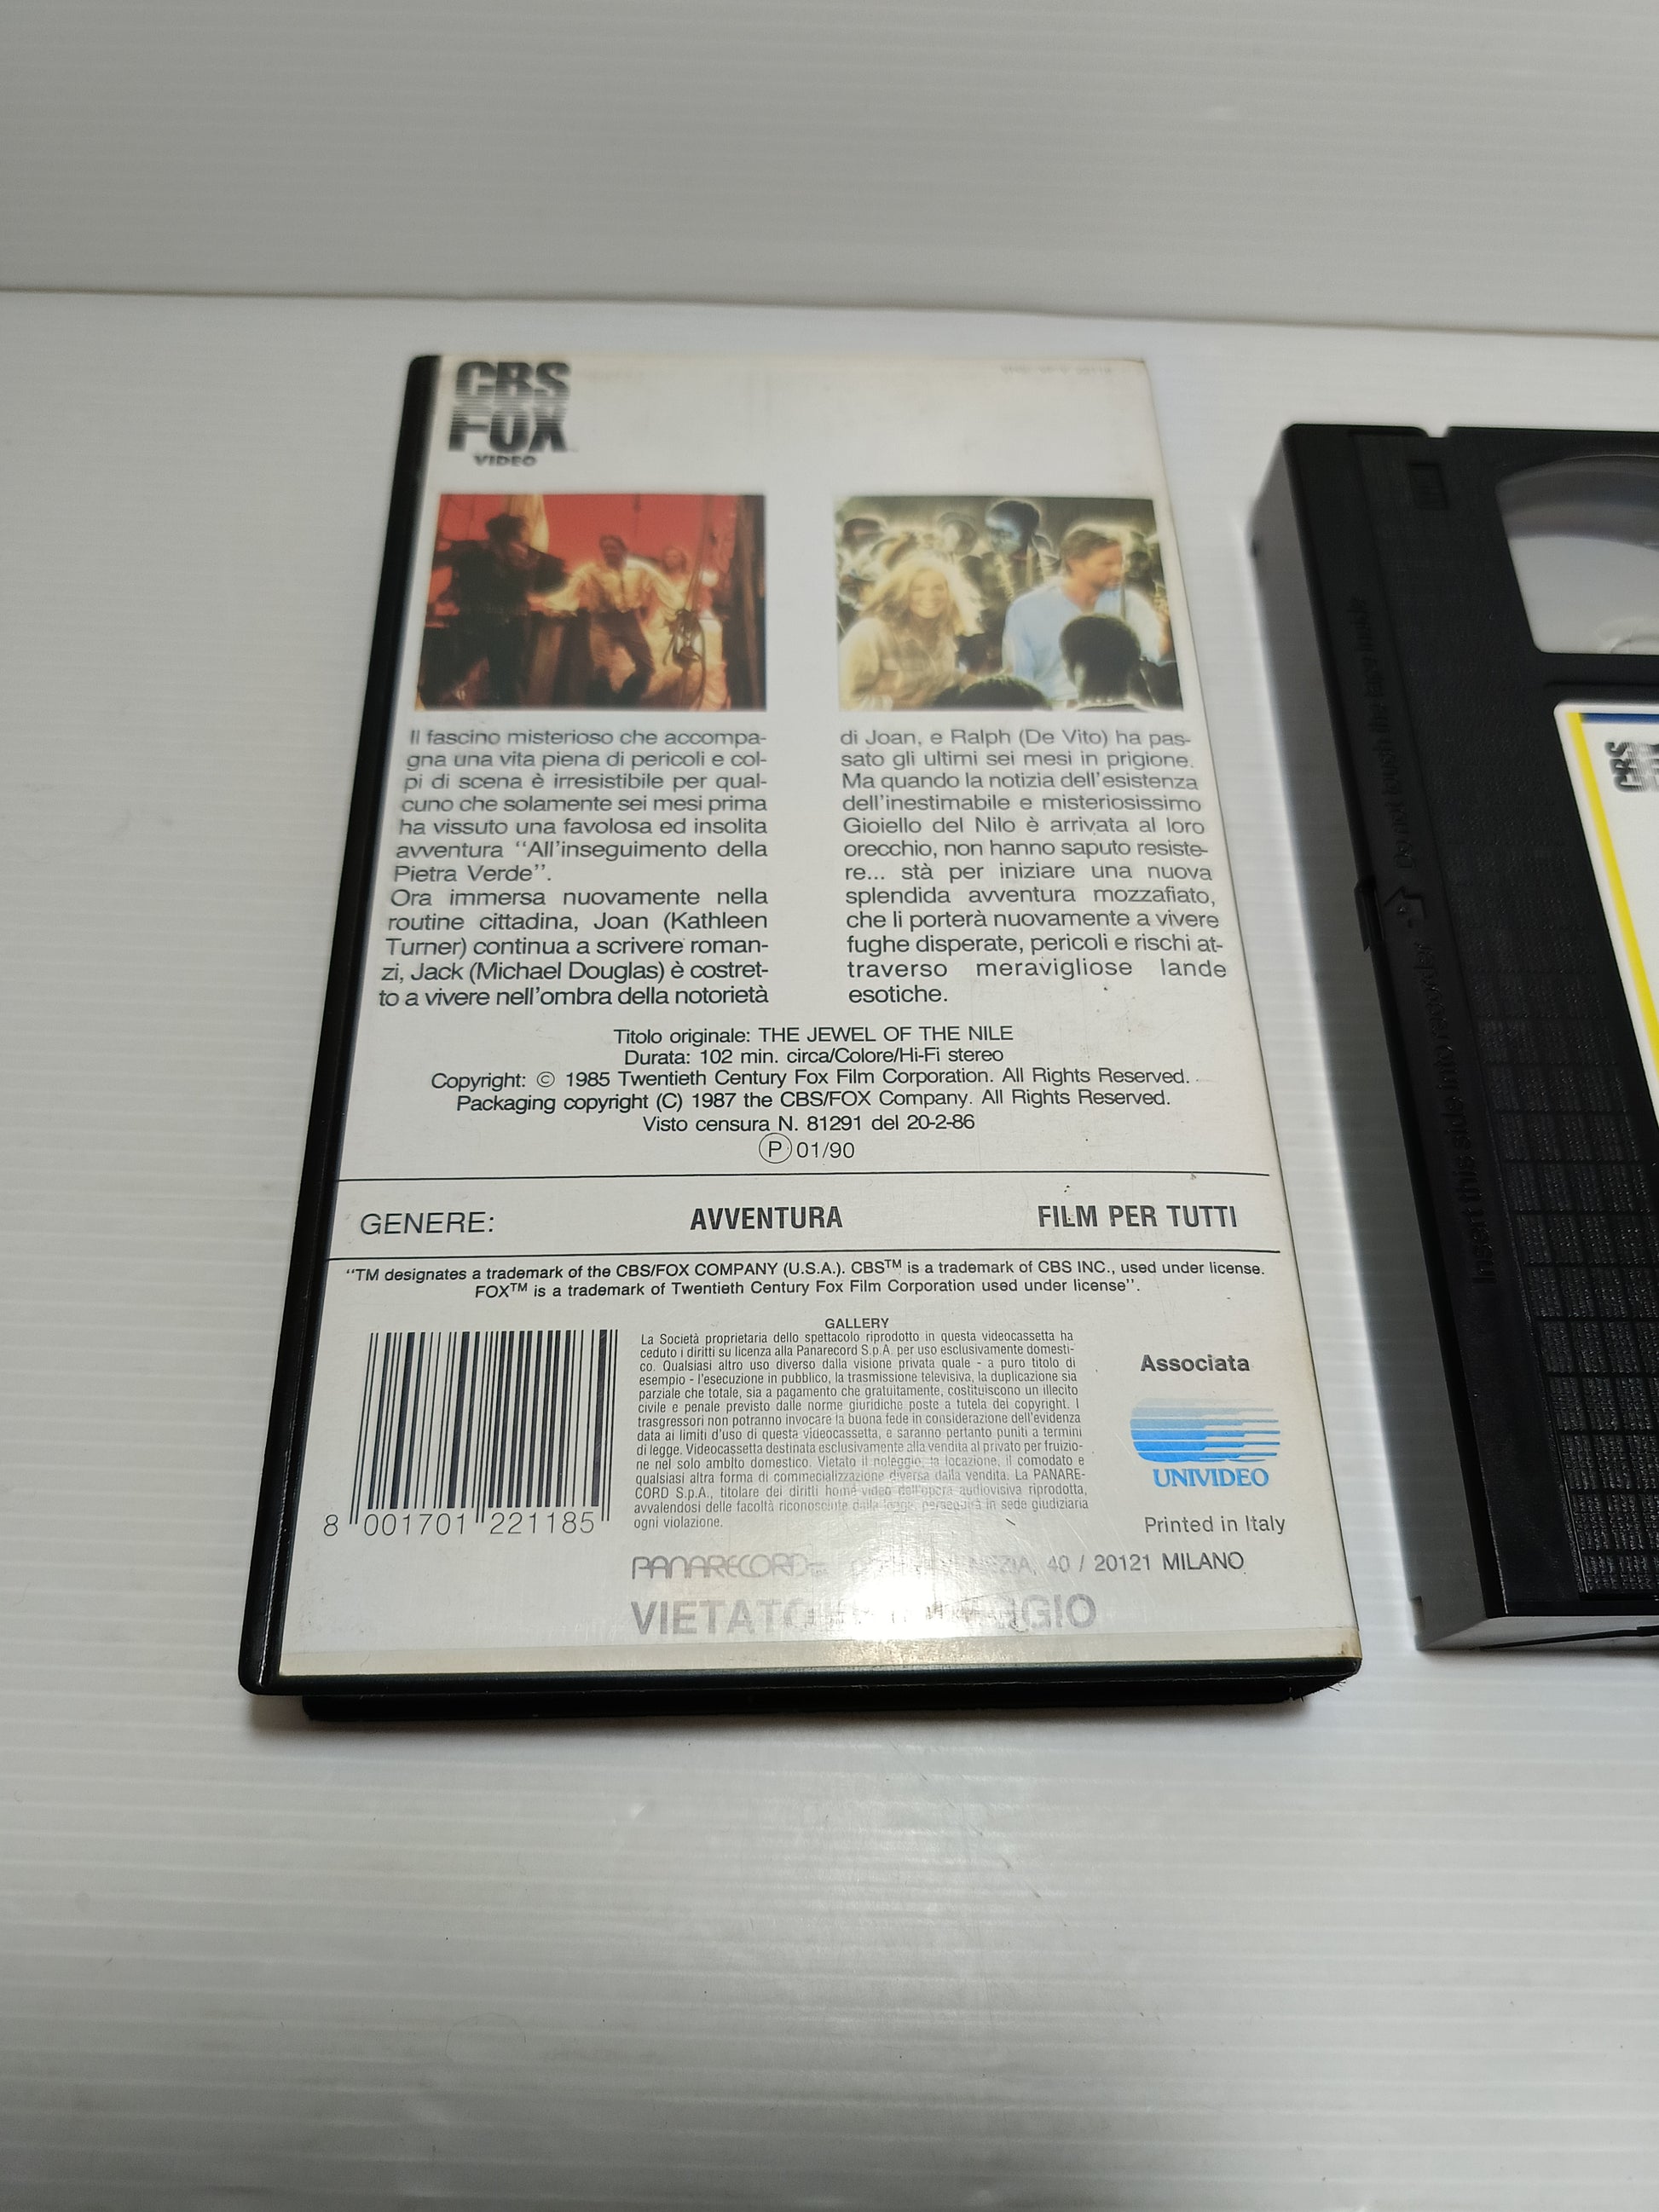 CBS
FOX
VIDEO
Il fascino misterioso che accompa-
gna una vita piena di pericoli e col-
pi di scena è irresistibile per qual-
cuno che solamente sei mesi prima
ha vissuto una favolosa ed insolita
avventura "All'inseguimento della
Pietra Verde".
Ora immersa nuovamente nella
routine cittadina, Joan (Kathleen
Turner) continua a scrivere roman-
zi, Jack (Michael Douglas) è costret-
to a vivere nell'ombra della notorietà
di Joan, e Ralph (De Vito) ha pas-
sato gli ultimi sei mesi in prigione.
Ma quando la notizia dell'esistenza
dell'inestimabile e misteriosissimo
Gioiello del Nilo è arrivata al loro
orecchio, non hanno saputo resiste-
re... stà per iniziare una nuova
splendida avventura mozzafiato,
che li porterà nuovamente a vivere
fughe disperate, pericoli e rischi at-
traverso meravigliose lande
esotiche.
Titolo originale: THE JEWEL OF THE NILE
Durata: 102 min. circa/Colore/Hi-Fi stereo
Copyright: © 1985 Twentieth Century Fox Film Corporation. All Rights Reserved.
Packaging copyright (C) 1987 the CBS/FOX Company. All Rights Reserved.
Visto censura N. 81291 del 20-2-86
Ⓟ 01/90
GENERE: AVVENTURA FILM PER TUTTI
"TM designates a trademark of the CBS/FOX COMPANY (U.S.A.). CBS™ is a trademark of CBS INC., used under license.
FOX™ is a trademark of Twentieth Century Fox Film Corporation used under license".
8 001701 221185
GALLERY
La Società proprietaria dello spettacolo riprodotto in questa videocassetta ha
ceduto i diritti su licenza alla Panarecord S.p.A. per uso esclusivamente domesti-
co. Qualsiasi altro uso diverso dalla visione privata quale - a puro titolo di
esempio - l'esecuzione in pubblico, la trasmissione televisiva, la duplicazione sia
parziale che totale, sia a pagamento che gratuitamente, costituiscono un illecito
civile e penale previsto dalle norme giuridiche poste a tutela del copyright. I
trasgressori non potranno invocare la buona fede in considerazione dell'evidenza
data ai limiti d'uso di questa videocassetta, e saranno pertanto puniti a termini
di legge. Videocassetta destinata esclusivamente alla vendita al privato per fruizio-
ne nel solo ambito domestico. Vietato il noleggio, la locazione, il comodato e
qualsiasi altra forma di commecializzazione diversa dalla vendita. La PANARE-
CORD S.p.A., titolare dei diritti home video dell'opera audiovisiva riprodotta,
avvalendosi delle facoltà riconosciute dalla legge, perseguirà in sede giudiziaria
ogni violazione.
Associata
UNIVIDEO
Printed in Italy
PANARECORD VENEZIA, 40 / 20121 MILANO
VIETATO NOLEGGIO
CBS
Do not touch the tape inside
Insert this side into recorder